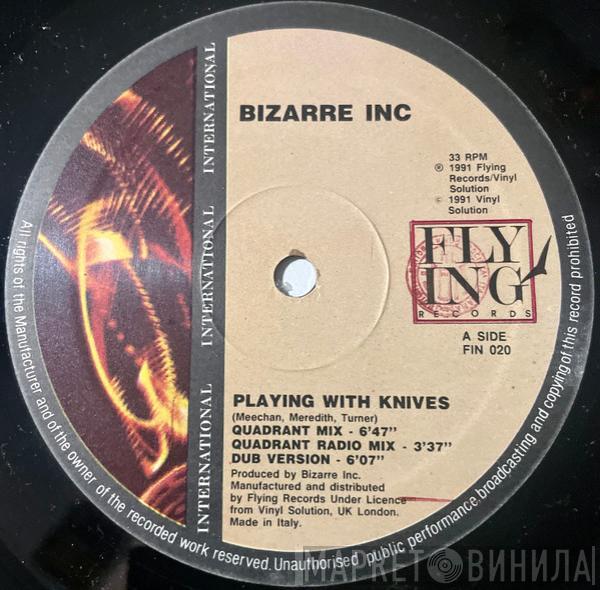 BIZARRE INC
33 RPM
℗ 1991 Flying
Records/Vinyl
Solution
© 1991 Vinyl
Solution
FLY
ING
RECORDS
A SIDE
FIN 020
PLAYING WITH KNIVES
(Meechan, Meredith, Turner)
QUADRANT MIX - 6'47''
QUADRANT RADIO MIX - 3'37''
DUB VERSION - 6'07''
Produced by Bizarre Inc.
Manufactured and distributed
by Flying Records Under Licence
from Vinyl Solution, UK London.
Made in Italy.
INTERNATIONAL
INTERNATIONAL
INTERNATIONAL
All rights of the Manufacturer and of the owner of the recorded work reserved. Unauthorised public performance, broadcasting and copying of this record prohibited
МАРКЕТ ВИНИЛА